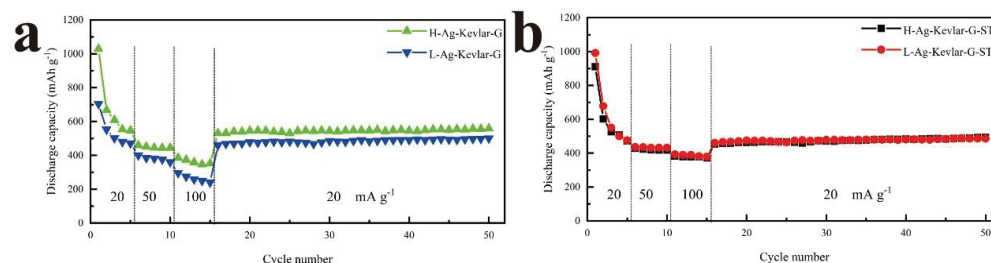 a
1200
1000
800
600
400
200
0
Discharge capacity (mAh g⁻¹)
H-Ag-Kevlar-G
L-Ag-Kevlar-G
20 50 100 20 mA g⁻¹
0 10 20 30 40 50
Cycle number
b
1200
1000
800
600
400
200
0
Discharge capacity (mAh g⁻¹)
H-Ag-Kevlar-G-ST
L-Ag-Kevlar-G-ST
20 50 100 20 mA g⁻¹
0 10 20 30 40 50
Cycle number